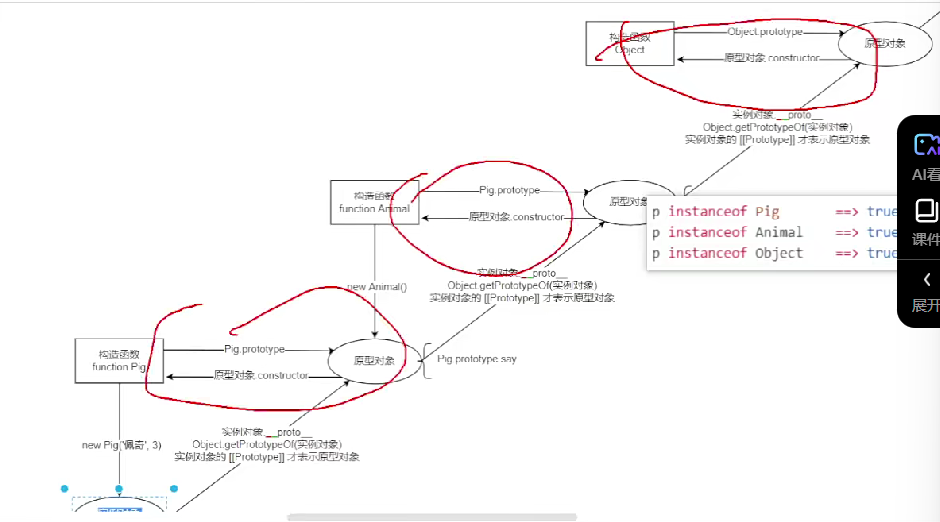 构造函数
Object
Object.prototype
原型对象
原型对象.constructor
实例对象.__proto__
Object.getPrototypeOf(实例对象)
实例对象的 [[Prototype]] 才表示原型对象
构造函数
function Animal
Pig.prototype
原型对象
原型对象.constructor
p instanceof Pig ==> true
p instanceof Animal ==> true
p instanceof Object ==> true
AI看
课件
展开
实例对象.__proto__
Object.getPrototypeOf(实例对象)
实例对象的 [[Prototype]] 才表示原型对象
new Animal()
构造函数
function Pig
Pig.prototype
原型对象
Pig.prototype.say
原型对象.constructor
实例对象.__proto__
Object.getPrototypeOf(实例对象)
实例对象的 [[Prototype]] 才表示原型对象
new Pig('佩奇', 3)